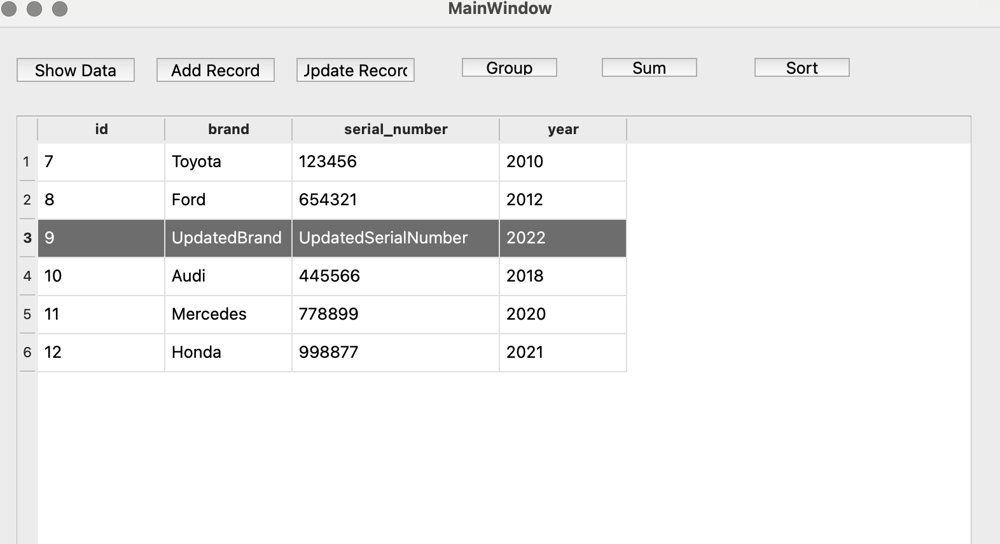 MainWindow
Show Data Add Record Update Record Group Sum Sort
id brand serial_number year
1 7 Toyota 123456 2010
2 8 Ford 654321 2012
3 9 UpdatedBrand UpdatedSerialNumber 2022
4 10 Audi 445566 2018
5 11 Mercedes 778899 2020
6 12 Honda 998877 2021